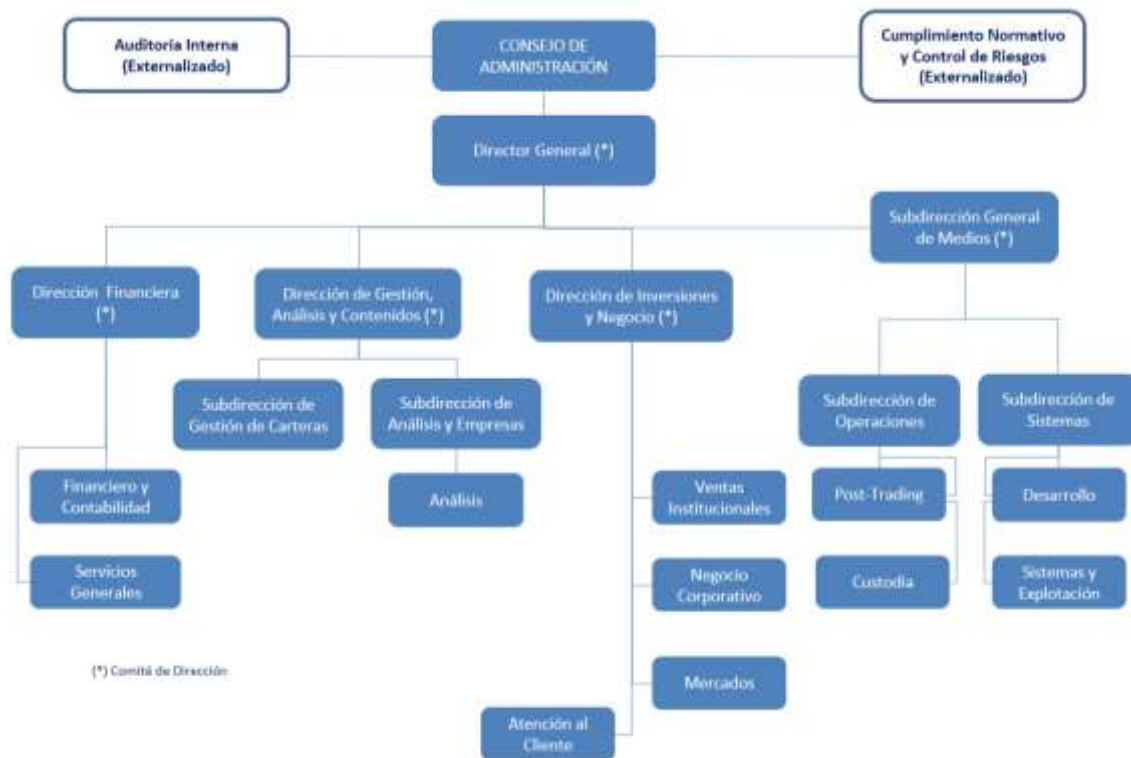 Auditoría Interna
(Externalizado)
CONSEJO DE
ADMINISTRACIÓN
Cumplimiento Normativo
y Control de Riesgos
(Externalizado)
Director General (*)
Subdirección General
de Medios (*)
Dirección Financiera
(*)
Dirección de Gestión,
Análisis y Contenidos (*)
Dirección de Inversiones
y Negocio (*)
Subdirección de
Gestión de Carteras
Subdirección de
Análisis y Empresas
Subdirección de
Operaciones
Subdirección de
Sistemas
Financiero y
Contabilidad
Análisis
Ventas
Institucionales
Post-Trading
Desarrollo
Servicios
Generales
Negocio
Corporativo
Custodia
Sistemas y
Explotación
(*) Comité de Dirección
Mercados
Atención al
Cliente